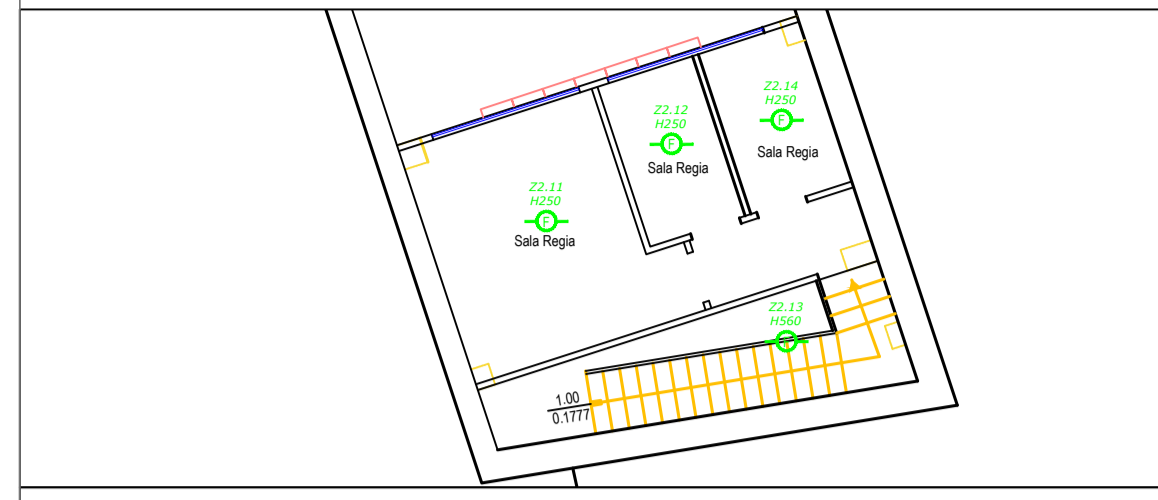 Z2.14
H250
F
Sala Regia
Z2.12
H250
F
Sala Regia
Z2.11
H250
F
Sala Regia
Z2.13
H560
F
1.00
0.1777